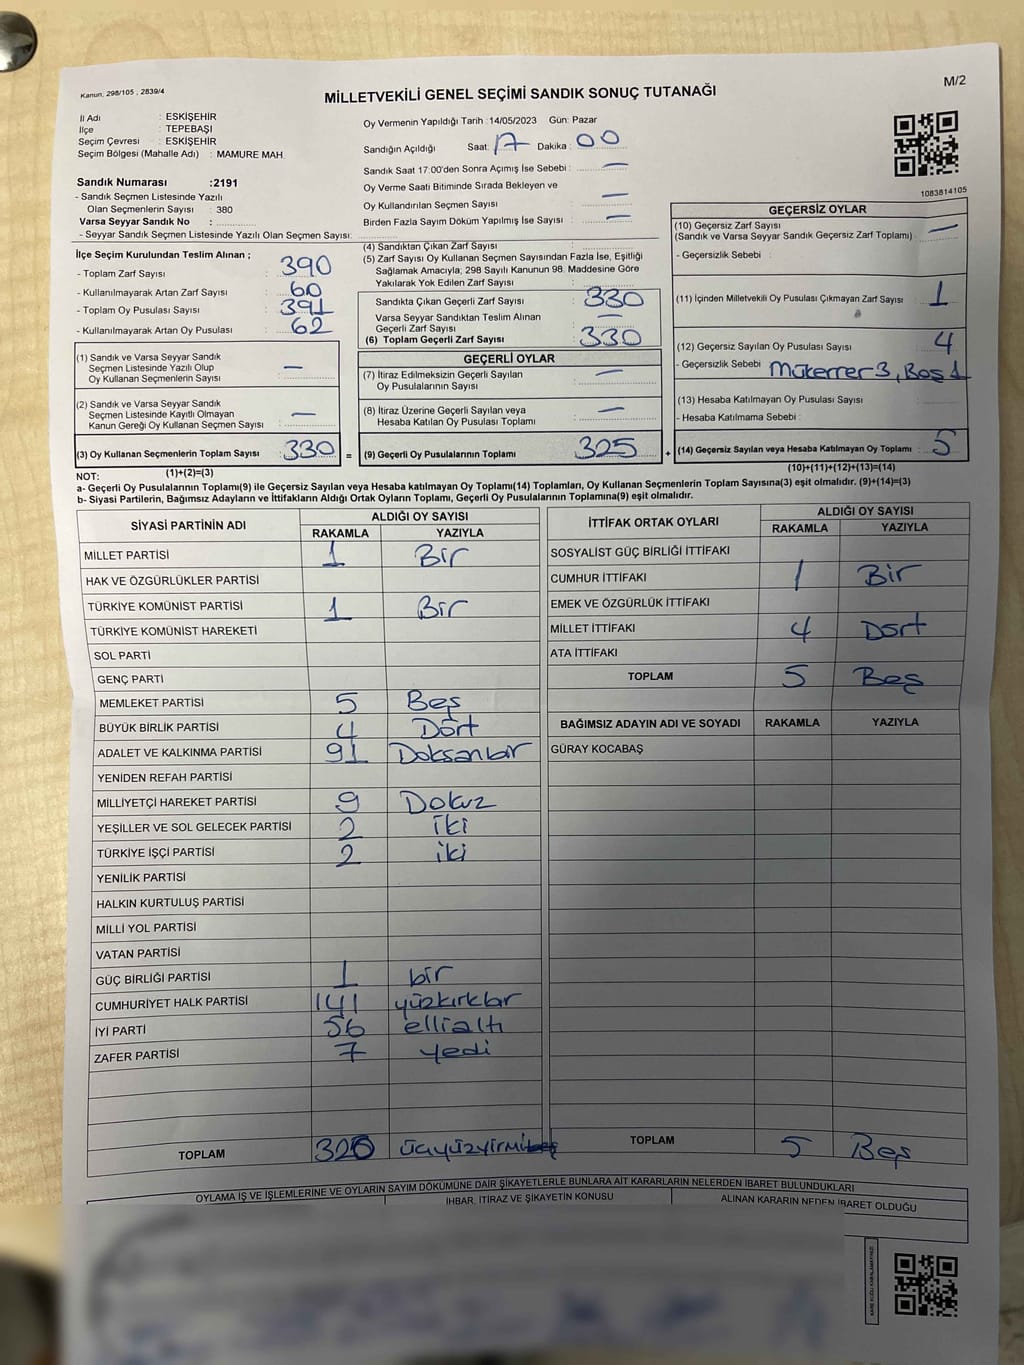 Kanun, 298/105 , 2839/4
M/2
MİLLETVEKİLİ GENEL SEÇİMİ SANDIK SONUÇ TUTANAĞI
İl Adı : ESKİŞEHİR
İlçe : TEPEBAŞI
Seçim Çevresi : ESKİŞEHİR
Seçim Bölgesi (Mahalle Adı) : MAMURE MAH.
Sandık Numarası :2191
- Sandık Seçmen Listesinde Yazılı
Olan Seçmenlerin Sayısı : 380
Varsa Seyyar Sandık No :
- Seyyar Sandık Seçmen Listesinde Yazılı Olan Seçmen Sayısı:
Oy Vermenin Yapıldığı Tarih :14/05/2023 Gün: Pazar
Sandığın Açıldığı Saat: 17 Dakika : 00
Sandık Saat 17:00'den Sonra Açımış İse Sebebi : —
Oy Verme Saati Bitiminde Sırada Bekleyen ve
Oy Kullandırılan Seçmen Sayısı : —
Birden Fazla Sayım Döküm Yapılmış İse Sayısı : —
1083814105
İlçe Seçim Kurulundan Teslim Alınan ;
- Toplam Zarf Sayısı : 390
- Kullanılmayarak Artan Zarf Sayısı : 60
- Toplam Oy Pusulası Sayısı : 391
- Kullanılmayarak Artan Oy Pusulası : 62
(1) Sandık ve Varsa Seyyar Sandık
Seçmen Listesinde Yazılı Olup
Oy Kullanan Seçmenlerin Sayısı : —
(2) Sandık ve Varsa Seyyar Sandık
Seçmen Listesinde Kayıtlı Olmayan
Kanun Gereği Oy Kullanan Seçmen Sayısı : —
(3) Oy Kullanan Seçmenlerin Toplam Sayısı : 330 =
(1)+(2)=(3)
(4) Sandıktan Çıkan Zarf Sayısı :
(5) Zarf Sayısı Oy Kullanan Seçmen Sayısından Fazla İse, Eşitliği
Sağlamak Amacıyla; 298 Sayılı Kanunun 98. Maddesine Göre
Yakılarak Yok Edilen Zarf Sayısı :
Sandıkta Çıkan Geçerli Zarf Sayısı : 330
Varsa Seyyar Sandıktan Teslim Alınan
Geçerli Zarf Sayısı : —
(6) Toplam Geçerli Zarf Sayısı : 330
GEÇERLİ OYLAR
(7) İtiraz Edilmeksizin Geçerli Sayılan
Oy Pusulalarının Sayısı : —
(8) İtiraz Üzerine Geçerli Sayılan veya
Hesaba Katılan Oy Pusulası Toplamı : —
(9) Geçerli Oy Pusulalarının Toplamı : 325 +
GEÇERSİZ OYLAR
(10) Geçersiz Zarf Sayısı
(Sandık ve Varsa Seyyar Sandık Geçersiz Zarf Toplamı) : —
- Geçersizlik Sebebi :
(11) İçinden Milletvekili Oy Pusulası Çıkmayan Zarf Sayısı : 1
(12) Geçersiz Sayılan Oy Pusulası Sayısı : 4
- Geçersizlik Sebebi : Mükerrer 3, Boş 1
(13) Hesaba Katılmayan Oy Pusulası Sayısı :
- Hesaba Katılmama Sebebi :
(14) Geçersiz Sayılan veya Hesaba Katılmayan Oy Toplamı : 5
(10)+(11)+(12)+(13)=(14)
NOT:
a- Geçerli Oy Pusulalarının Toplamı(9) ile Geçersiz Sayılan veya Hesaba katılmayan Oy Toplamı(14) Toplamları, Oy Kullanan Seçmenlerin Toplam Sayısına(3) eşit olmalıdır. (9)+(14)=(3)
b- Siyasi Partilerin, Bağımsız Adayların ve İttifakların Aldığı Ortak Oyların Toplamı, Geçerli Oy Pusulalarının Toplamına(9) eşit olmalıdır.
SİYASİ PARTİNİN ADI ALDIĞI OY SAYISI
RAKAMLA YAZIYLA
MİLLET PARTİSİ 1 Bir
HAK VE ÖZGÜRLÜKLER PARTİSİ
TÜRKİYE KOMÜNİST PARTİSİ 1 Bir
TÜRKİYE KOMÜNİST HAREKETİ
SOL PARTİ
GENÇ PARTİ
MEMLEKET PARTİSİ 5 Beş
BÜYÜK BİRLİK PARTİSİ 4 Dört
ADALET VE KALKINMA PARTİSİ 91 Doksanbir
YENİDEN REFAH PARTİSİ
MİLLİYETÇİ HAREKET PARTİSİ 9 Dokuz
YEŞİLLER VE SOL GELECEK PARTİSİ 2 İki
TÜRKİYE İŞÇİ PARTİSİ 2 iki
YENİLİK PARTİSİ
HALKIN KURTULUŞ PARTİSİ
MİLLİ YOL PARTİSİ
VATAN PARTİSİ
GÜÇ BİRLİĞİ PARTİSİ 1 bir
CUMHURİYET HALK PARTİSİ 141 yüzkırkbir
İYİ PARTİ 56 ellialtı
ZAFER PARTİSİ 7 yedi
TOPLAM 320 üçyüzyirmi
İTTİFAK ORTAK OYLARI ALDIĞI OY SAYISI
RAKAMLA YAZIYLA
SOSYALİST GÜÇ BİRLİĞİ İTTİFAKI
CUMHUR İTTİFAKI 1 Bir
EMEK VE ÖZGÜRLÜK İTTİFAKI
MİLLET İTTİFAKI 4 Dört
ATA İTTİFAKI
TOPLAM 5 Beş
BAĞIMSIZ ADAYIN ADI VE SOYADI RAKAMLA YAZIYLA
GÜRAY KOCABAŞ
TOPLAM 5 Beş
OYLAMA İŞ VE İŞLEMLERİNE VE OYLARIN SAYIM DÖKÜMÜNE DAİR ŞİKAYETLERLE BUNLARA AİT KARARLARIN NELERDEN İBARET BULUNDUKLARI
İHBAR, İTİRAZ VE ŞİKAYETİN KONUSU
ALINAN KARARIN NEDEN İBARET OLDUĞU